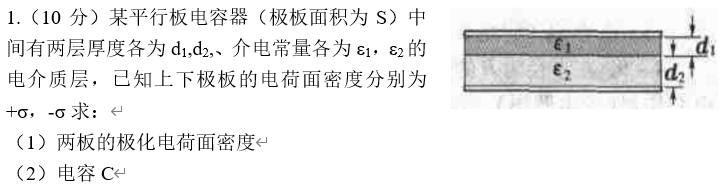 1.(10 分）某平行板电容器（极板面积为 S）中
间有两层厚度各为 d₁,d₂,、介电常量各为 ε₁，ε₂的
电介质层，已知上下极板的电荷面密度分别为
+σ，-σ 求：↵
（1）两板的极化电荷面密度↵
（2）电容 C↵
ε₁
d₁
ε₂
d₂